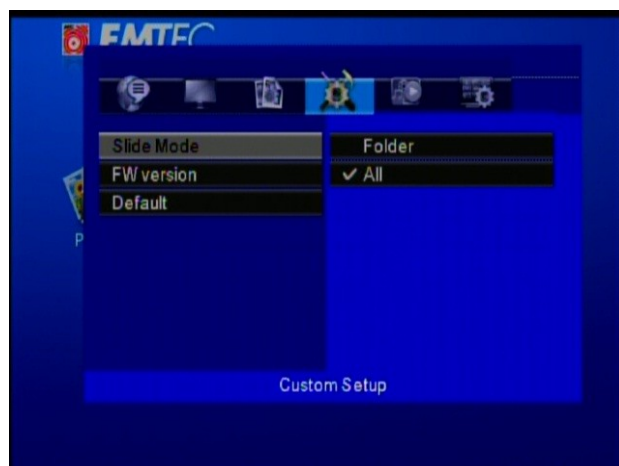 EMTEC
Slide Mode
Folder
FW version
All
Default
P
Custom Setup